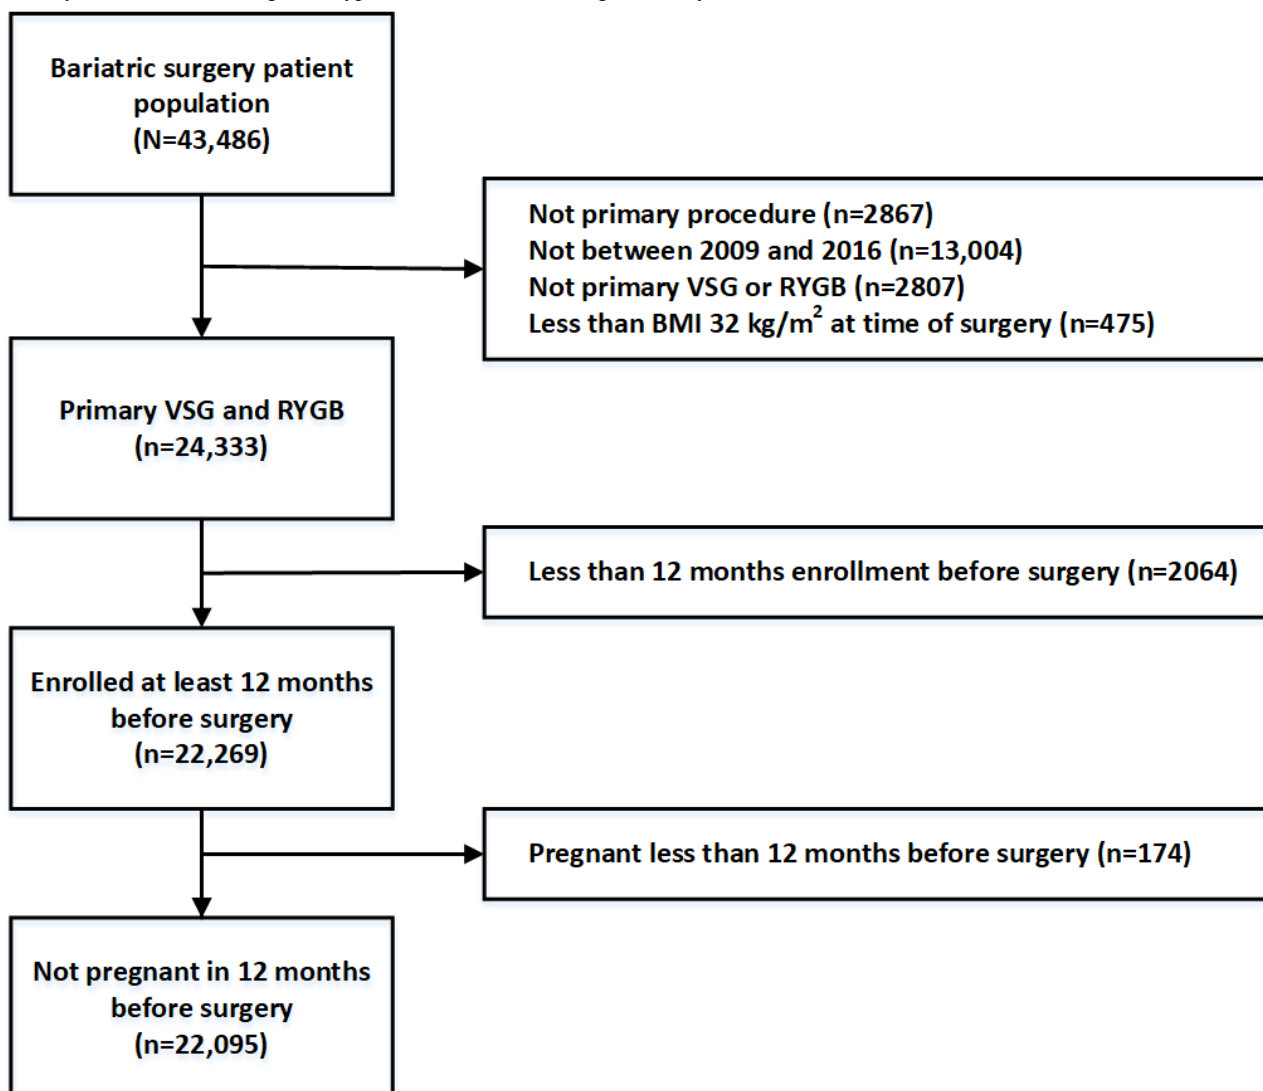 Bariatric surgery patient
population
(N=43,486)
Not primary procedure (n=2867)
Not between 2009 and 2016 (n=13,004)
Not primary VSG or RYGB (n=2807)
Less than BMI 32 kg/m² at time of surgery (n=475)
Primary VSG and RYGB
(n=24,333)
Less than 12 months enrollment before surgery (n=2064)
Enrolled at least 12 months
before surgery
(n=22,269)
Pregnant less than 12 months before surgery (n=174)
Not pregnant in 12 months
before surgery
(n=22,095)